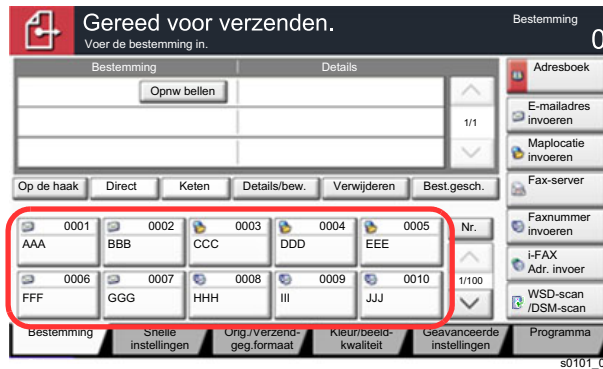 Gereed voor verzenden.
Bestemming
Voer de bestemming in.
0
Bestemming
Details
Adresboek
Opnw bellen
1/1
E-mailadres
invoeren
Maplocatie
invoeren
Op de haak
Direct
Keten
Details/bew.
Verwijderen
Best.gesch.
Fax-server
0001
0002
0003
0004
0005
Nr.
AAA
BBB
CCC
DDD
EEE
Faxnummer
invoeren
0006
0007
0008
0009
0010
1/100
FFF
GGG
HHH
III
JJJ
i-FAX
Adr. invoer
WSD-scan
/DSM-scan
Bestemming
Snelle
instellingen
Orig./Verzend-
geg.formaat
Kleur/beeld-
kwaliteit
Geavanceerde
instellingen
Programma
s0101_0